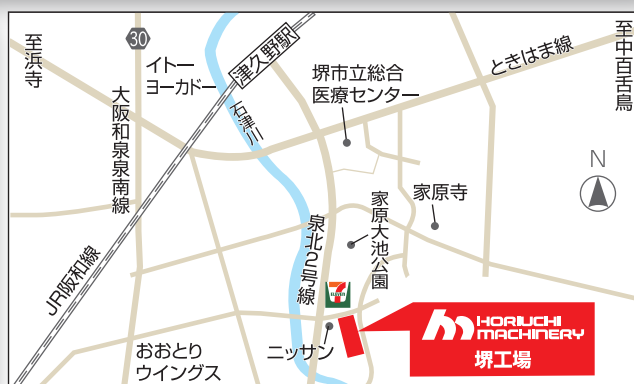 至浜寺
30
イトー
ヨーカドー
大阪和泉泉南線
津久野駅
石津川
堺市立総合
医療センター
ときはま線
至中百舌鳥
N
家原寺
家原大池公園
泉北2号線
JR阪和線
7
ELEVEN
ニッサン
おおとり
ウイングス
HORIUCHI
MACHINERY
堺工場